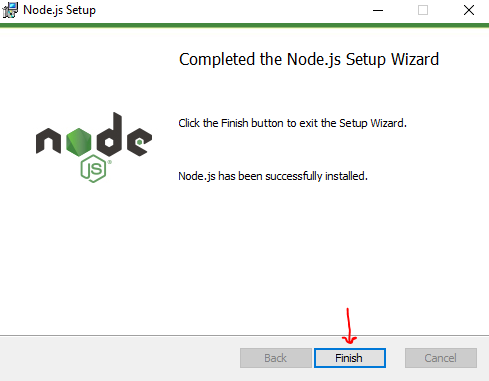 Node.js Setup
Completed the Node.js Setup Wizard
Click the Finish button to exit the Setup Wizard.
node
JS
Node.js has been successfully installed.
Back Finish Cancel